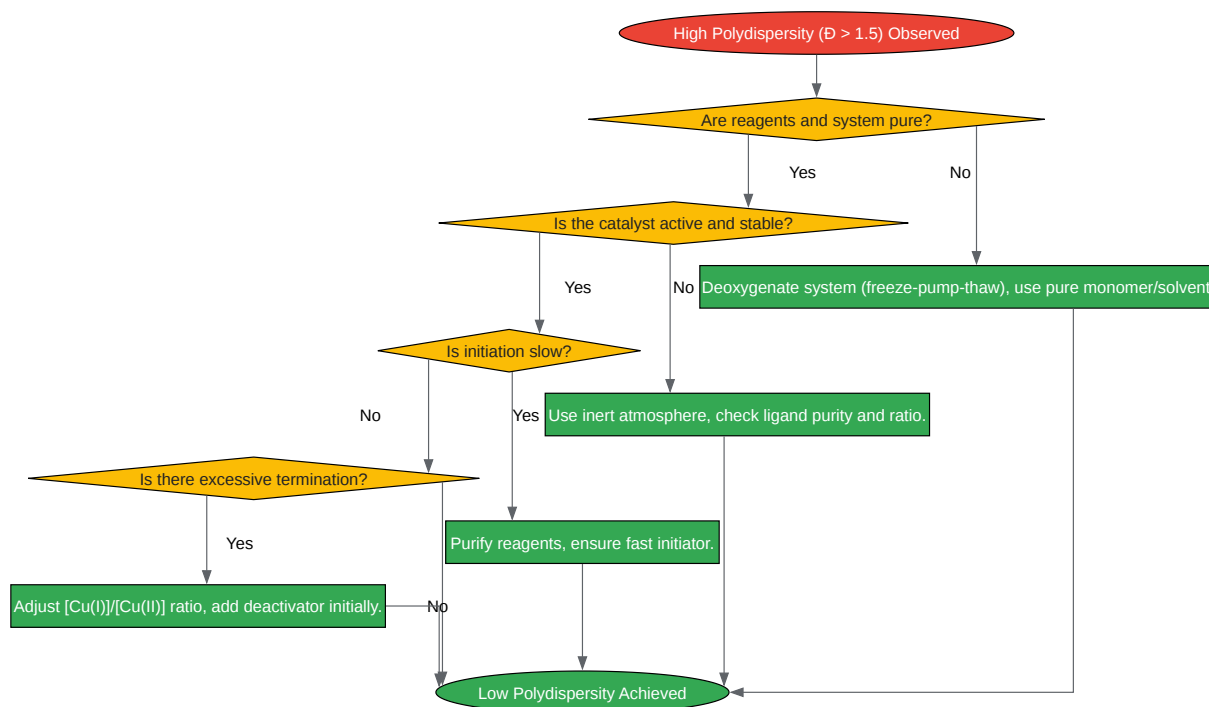 High Polydispersity (Đ > 1.5) Observed
Are reagents and system pure?
Yes
No
Is the catalyst active and stable?
Yes
No
Deoxygenate system (freeze-pump-thaw), use pure monomer/solvent
Is initiation slow?
No
Yes
Use inert atmosphere, check ligand purity and ratio.
Is there excessive termination?
Purify reagents, ensure fast initiator.
Yes
Adjust [Cu(I)]/[Cu(II)] ratio, add deactivator initially.
No
Low Polydispersity Achieved